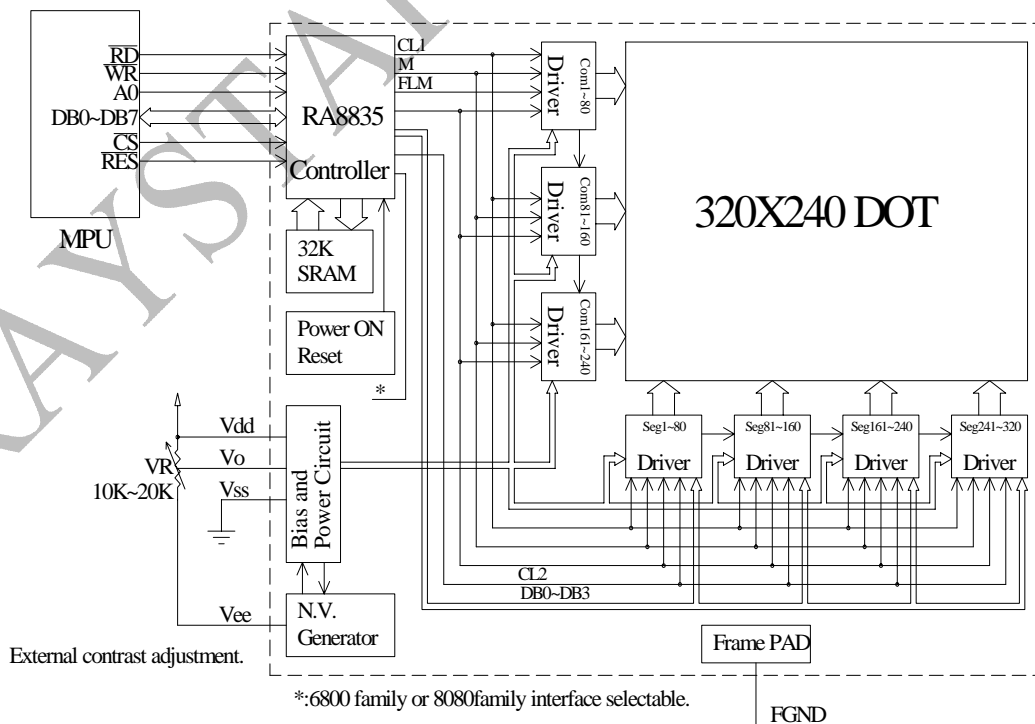 RAYSTAR
MPU
RD
WR
A0
DB0~DB7
CS
RES
RA8835
Controller
CL1
M
FLM
32K
SRAM
Power ON
Reset
*
Driver
Com1~80
Driver
Com81~160
Driver
Com161~240
320X240 DOT
Seg1~80
Driver
Seg81~160
Driver
Seg161~240
Driver
Seg241~320
Driver
Vdd
VR
10K~20K
Vo
Vss
Bias and
Power Circuit
Vee
N.V.
Generator
CL2
DB0~DB3
External contrast adjustment.
Frame PAD
FGND
*:6800 family or 8080family interface selectable.